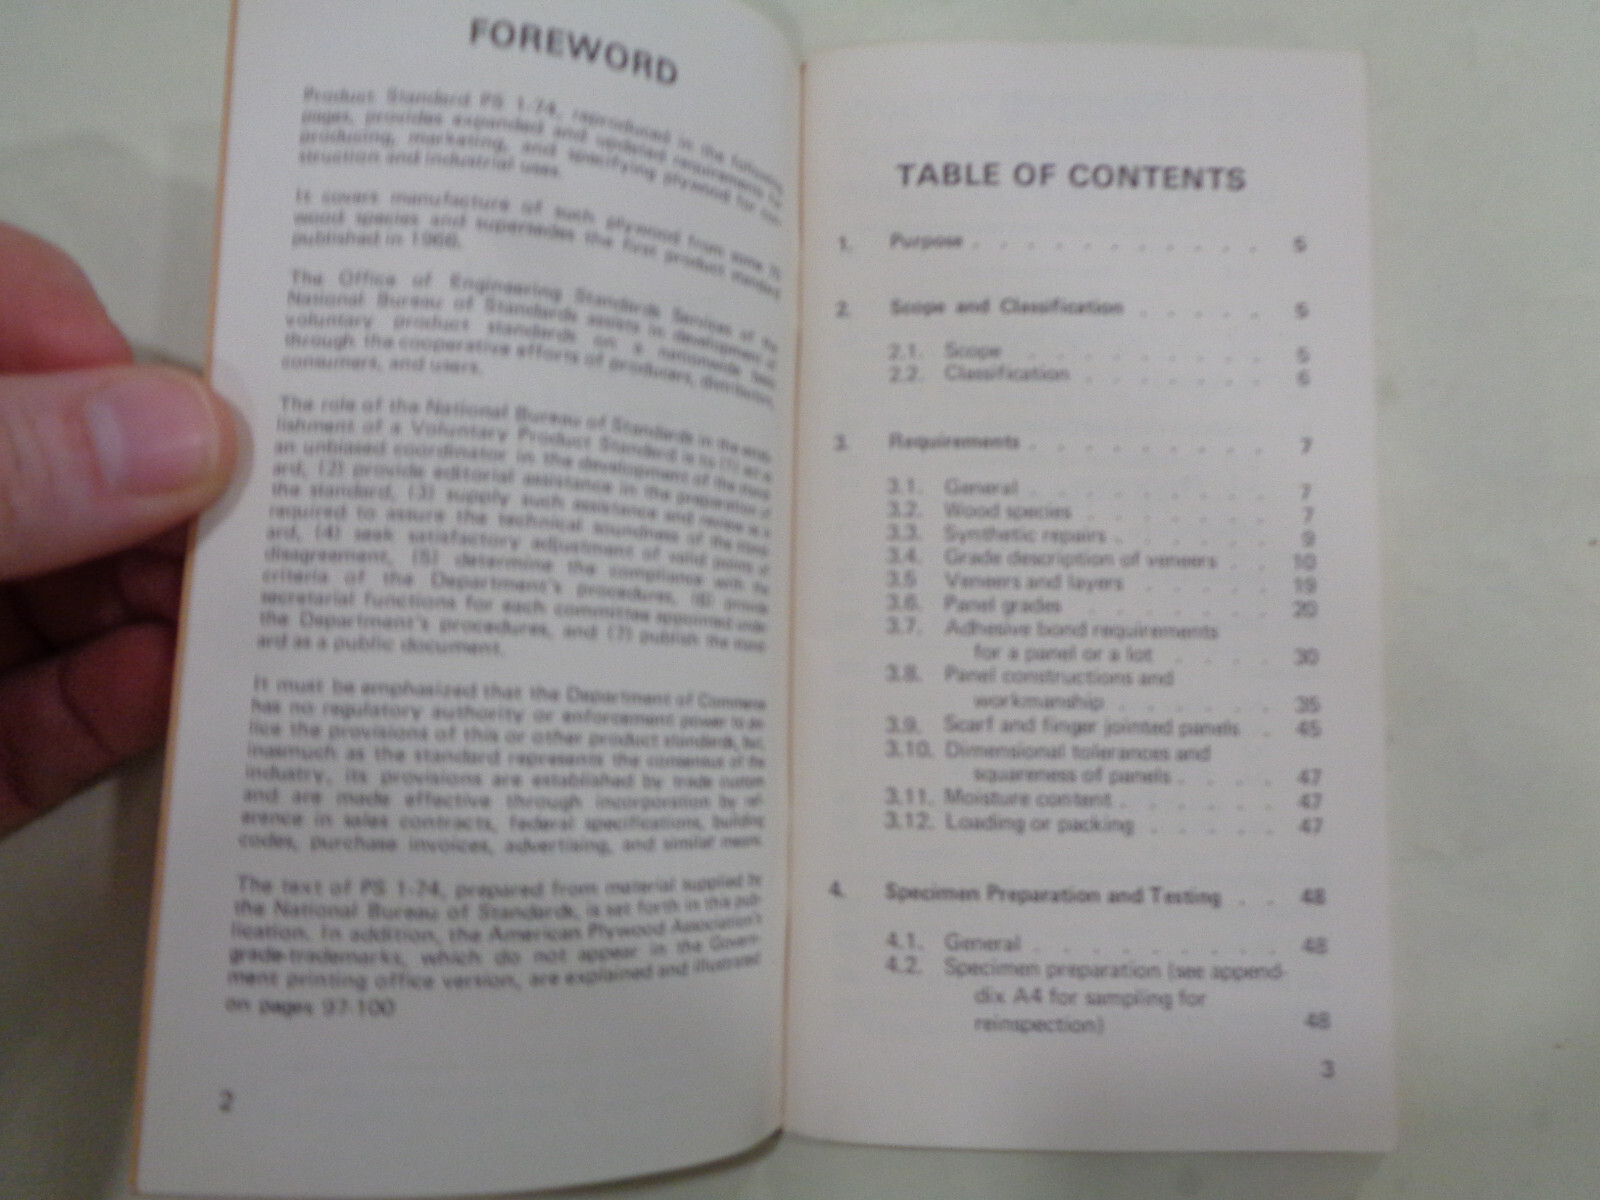 FOREWORD
Product Standard PS 1-74, reproduced in the following
pages, provides expanded and updated requirements for
producing, marketing, and specifying plywood for con-
struction and industrial uses.
It covers manufacture of such plywood from some
wood species and supersedes the first product standard
published in 1966.
The Office of Engineering Standards Services of the
National Bureau of Standards assists in development of
voluntary product standards on a nationwide basis
through the cooperative efforts of producers, distributors,
consumers, and users.
The role of the National Bureau of Standards in the estab-
lishment of a Voluntary Product Standard is to (1) act as
an unbiased coordinator in the development of the stand-
ard, (2) provide editorial assistance in the preparation of
the standard, (3) supply such assistance and review as is
required to assure the technical soundness of the stand-
ard, (4) seek satisfactory adjustment of valid points of
disagreement, (5) determine the compliance with the
criteria of the Department's procedures, (6) provide
secretarial functions for each committee appointed under
the Department's procedures, and (7) publish the stand-
ard as a public document.
It must be emphasized that the Department of Commerce
has no regulatory authority or enforcement power to po-
lice the provisions of this or other product standards, but,
inasmuch as the standard represents the consensus of the
industry, its provisions are established by trade custom
and are made effective through incorporation by ref-
erence in sales contracts, federal specifications, building
codes, purchase invoices, advertising, and similar means.
The text of PS 1-74, prepared from material supplied by
the National Bureau of Standards, is set forth in this pub-
lication. In addition, the American Plywood Association's
grade-trademarks, which do not appear in the Govern-
ment printing office version, are explained and illustrated
on pages 97-100
2
TABLE OF CONTENTS
1. Purpose . . . . . . . . . . . 5
2. Scope and Classification . . . . . 5
2.1. Scope . . . . . . . . . 5
2.2. Classification . . . . . . . 6
3. Requirements . . . . . . . . . 7
3.1. General . . . . . . . . . 7
3.2. Wood species . . . . . . . 7
3.3. Synthetic repairs . . . . . . 9
3.4. Grade description of veneers . . 10
3.5 Veneers and layers . . . . . 19
3.6. Panel grades . . . . . . . 20
3.7. Adhesive bond requirements
for a panel or a lot . . . . 30
3.8. Panel constructions and
workmanship . . . . . . 35
3.9. Scarf and finger jointed panels . 45
3.10. Dimensional tolerances and
squareness of panels . . . . 47
3.11. Moisture content . . . . . . 47
3.12. Loading or packing . . . . . 47
4. Specimen Preparation and Testing . . 48
4.1. General . . . . . . . . . 48
4.2. Specimen preparation (see appen-
dix A4 for sampling for
reinspection) 48
3